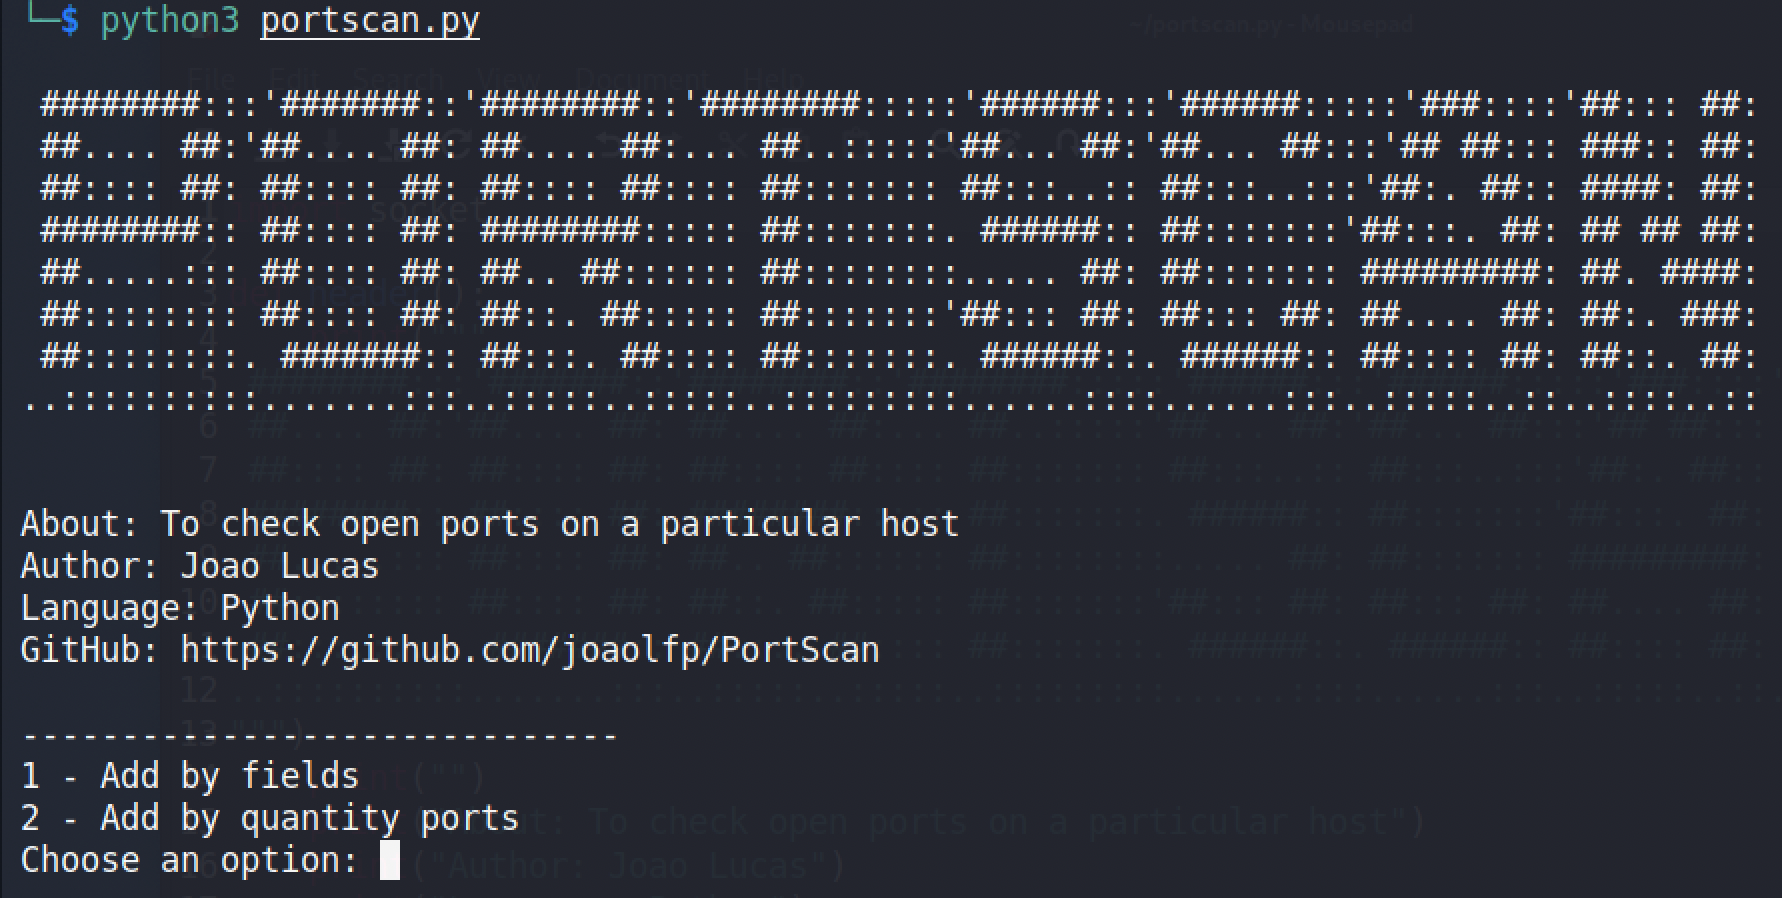 └─$ python3 portscan.py
 ########:::'#######::'########::'########:::::'######:::'######:::::'###::::'##::: ##:
 ##.... ##:'##.... ##: ##.... ##:... ##..::::: ##... ##:'##... ##:::'## ##::: ###:: ##:
 ##:::: ##: ##:::: ##: ##:::: ##:::: ##::::::: ##:::..:: ##:::..:::'##:. ##:: ####: ##:
 ########:: ##:::: ##: ########::::: ##:::::::. ######:: ##:::::::'##:::. ##: ## ## ##:
 ##.....::: ##:::: ##: ##.. ##:::::: ##::::::::..... ##: ##::::::: #########: ##. ####:
 ##:::::::: ##:::: ##: ##::. ##::::: ##:::::::'##::: ##: ##::: ##: ##.... ##: ##:. ###:
 ##::::::::. #######:: ##:::. ##:::: ##:::::::. ######::. ######:: ##:::: ##: ##::. ##:
..::::::::::.......:::..:::::..:::::..:::::::::......::::......:::..:::::..::..::::..::
About: To check open ports on a particular host
Author: Joao Lucas
Language: Python
GitHub: https://github.com/joaolfp/PortScan
------------------------------
1 - Add by fields
2 - Add by quantity ports
Choose an option: